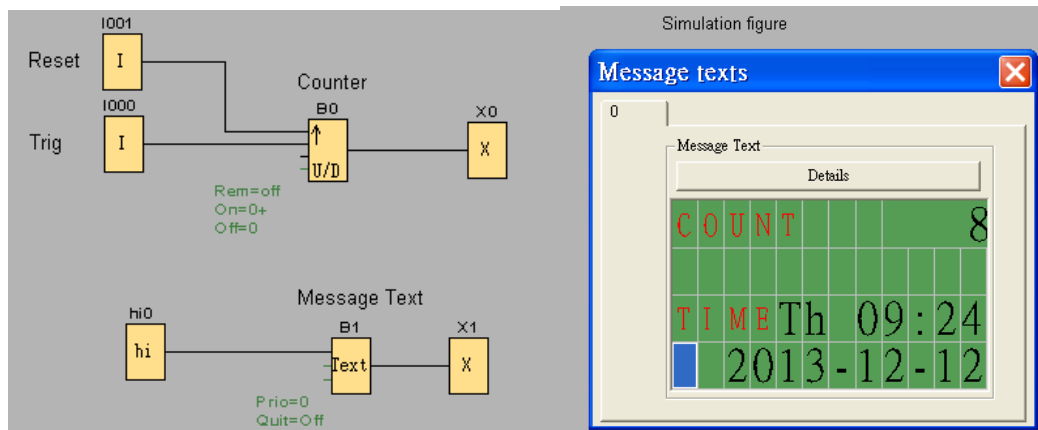 I001
Reset
I
Counter
I000
B0
X0
Trig
I
↑
X
U/D
Rem=off
On=0+
Off=0
Message Text
hi0
B1
X1
hi
Text
X
Prio=0
Quit=Off
Simulation figure
Message texts
0
Message Text
Details
COUNT 8
TIME Th 09:24
2013-12-12